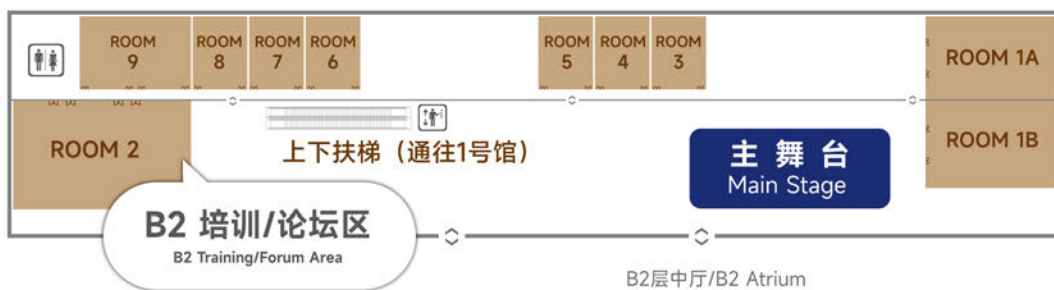 ROOM
9
ROOM
8
ROOM
7
ROOM
6
ROOM
5
ROOM
4
ROOM
3
ROOM 1A
ROOM 2
上下扶梯（通往1号馆）
主舞台
Main Stage
ROOM 1B
B2 培训/论坛区
B2 Training/Forum Area
B2层中厅/B2 Atrium